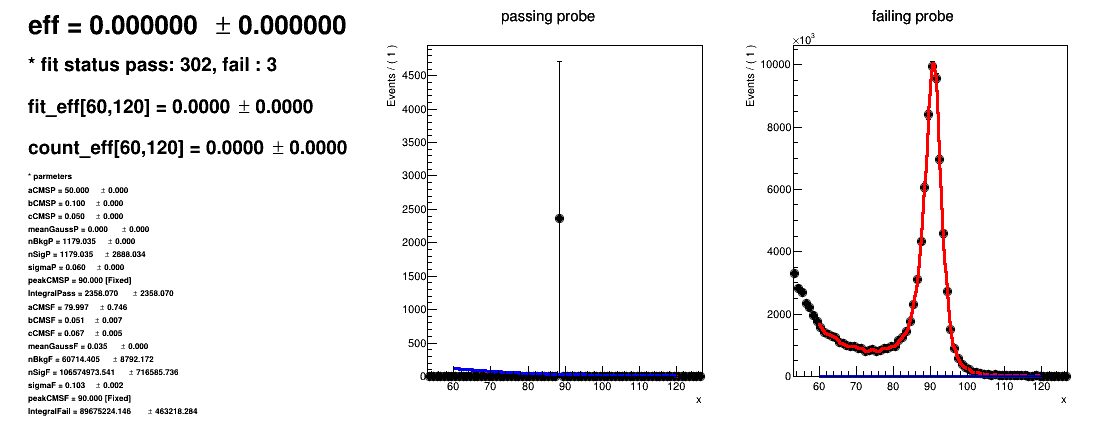 eff = 0.000000 ± 0.000000
* fit status pass: 302, fail : 3
fit_eff[60,120] = 0.0000 ± 0.0000
count_eff[60,120] = 0.0000 ± 0.0000
* parmeters
aCMSP = 50.000 ± 0.000
bCMSP = 0.100 ± 0.000
cCMSP = 0.050 ± 0.000
meanGaussP = 0.000 ± 0.000
nBkgP = 1179.035 ± 0.000
nSigP = 1179.035 ± 2888.034
sigmaP = 0.060 ± 0.000
peakCMSP = 90.000 [Fixed]
IntegralPass = 2358.070 ± 2358.070
aCMSF = 79.997 ± 0.746
bCMSF = 0.051 ± 0.007
cCMSF = 0.067 ± 0.005
meanGaussF = 0.035 ± 0.000
nBkgF = 60714.405 ± 8792.172
nSigF = 106574973.541 ± 716585.736
sigmaF = 0.103 ± 0.002
peakCMSF = 90.000 [Fixed]
IntegralFail = 89675224.146 ± 463218.284
passing probe
Events / ( 1 )
4500
4000
3500
3000
2500
2000
1500
1000
500
0
60 70 80 90 100 110 120
x
failing probe
×10³
Events / ( 1 )
10000
8000
6000
4000
2000
0
60 70 80 90 100 110 120
x